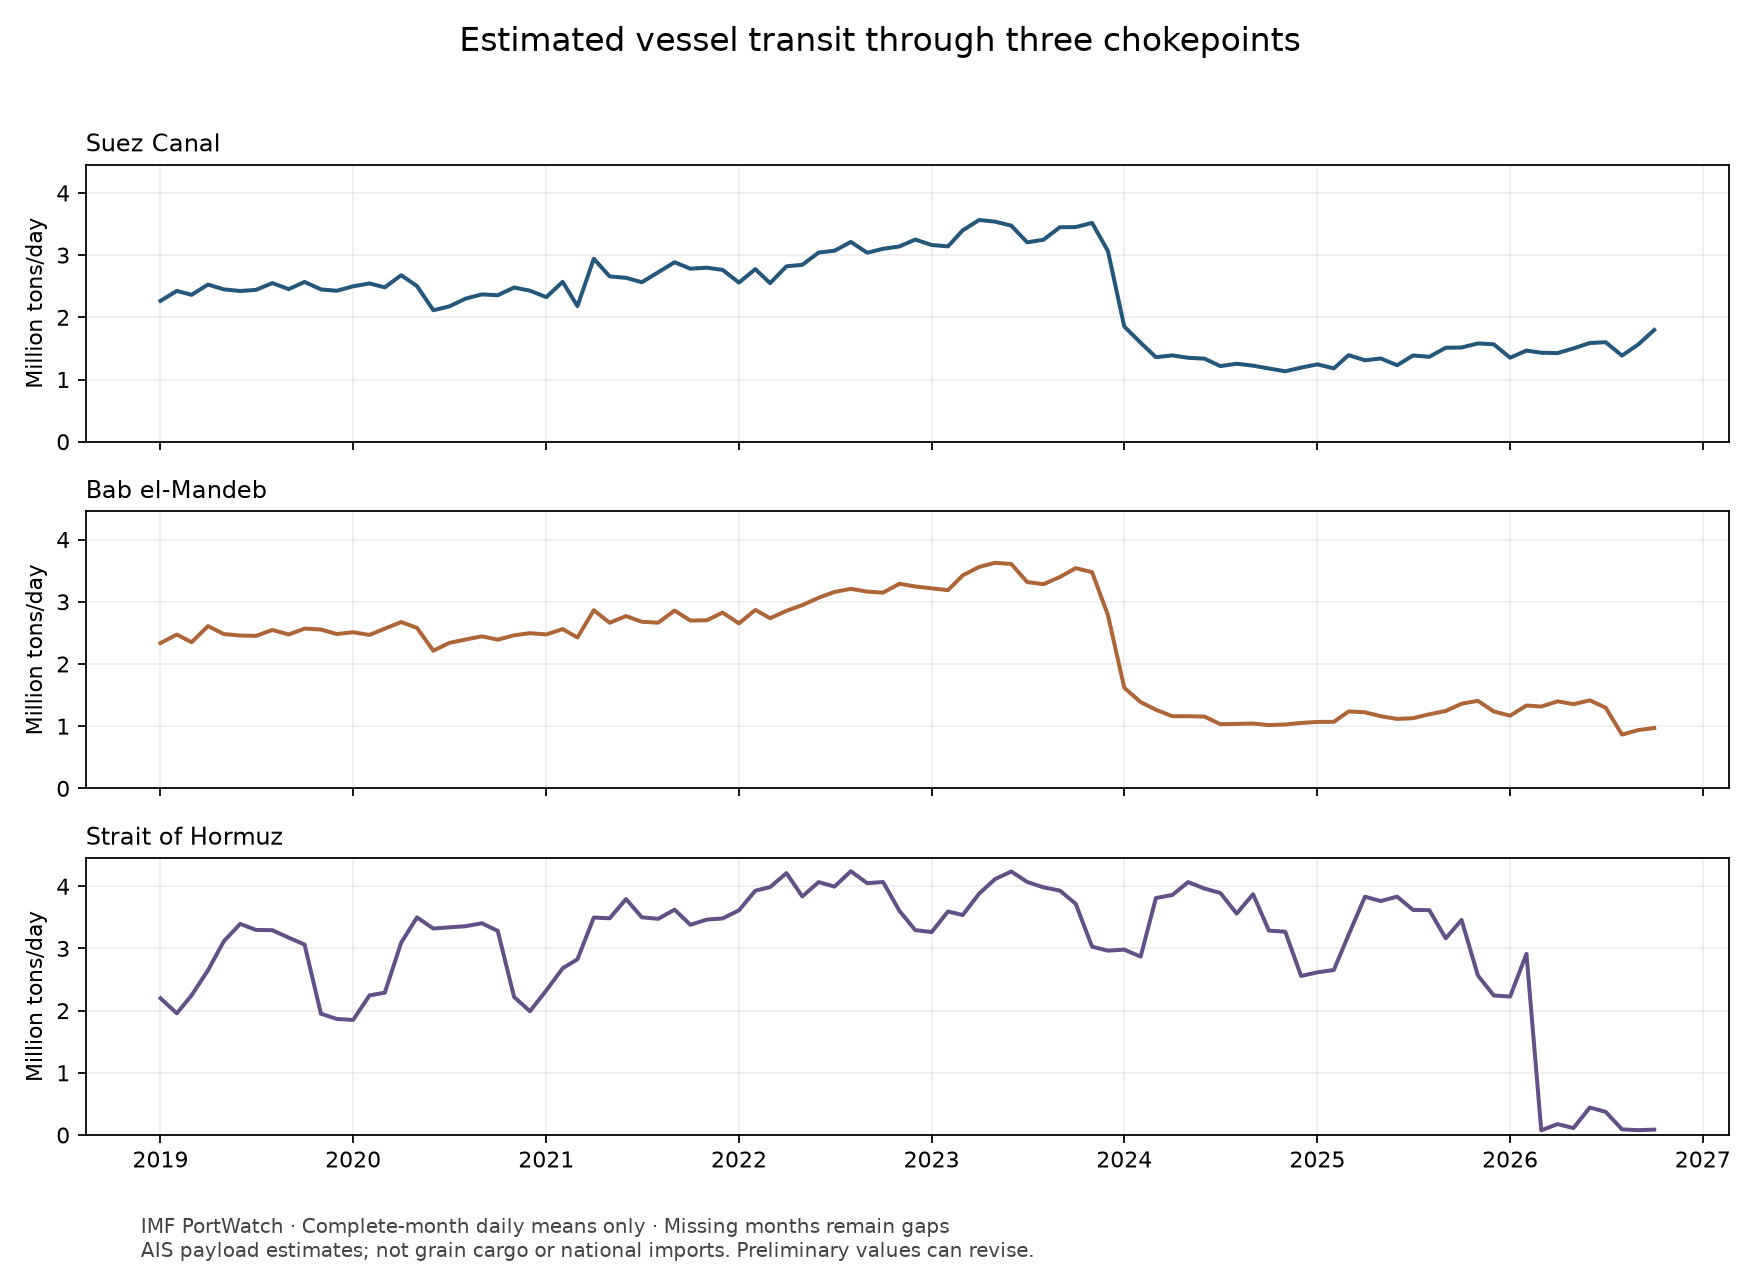 Estimated vessel transit through three chokepoints
Suez Canal
Million tons/day
4
3
2
1
0
Bab el-Mandeb
Million tons/day
4
3
2
1
0
Strait of Hormuz
Million tons/day
4
3
2
1
0
2019 2020 2021 2022 2023 2024 2025 2026 2027
IMF PortWatch · Complete-month daily means only · Missing months remain gaps
AIS payload estimates; not grain cargo or national imports. Preliminary values can revise.